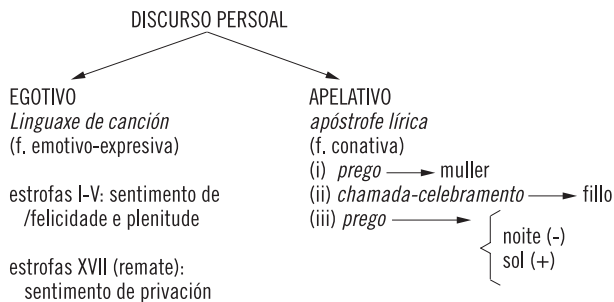 DISCURSO PERSOAL
EGOTIVO
Linguaxe de canción
(f. emotivo-expresiva)
estrofas I-V: sentimento de
/felicidade e plenitude
estrofas XVII (remate):
sentimento de privación
APELATIVO
apóstrofe lírica
(f. conativa)
(i) prego muller
(ii) chamada-celebramento fillo
(iii) prego
noite (-)
sol (+)